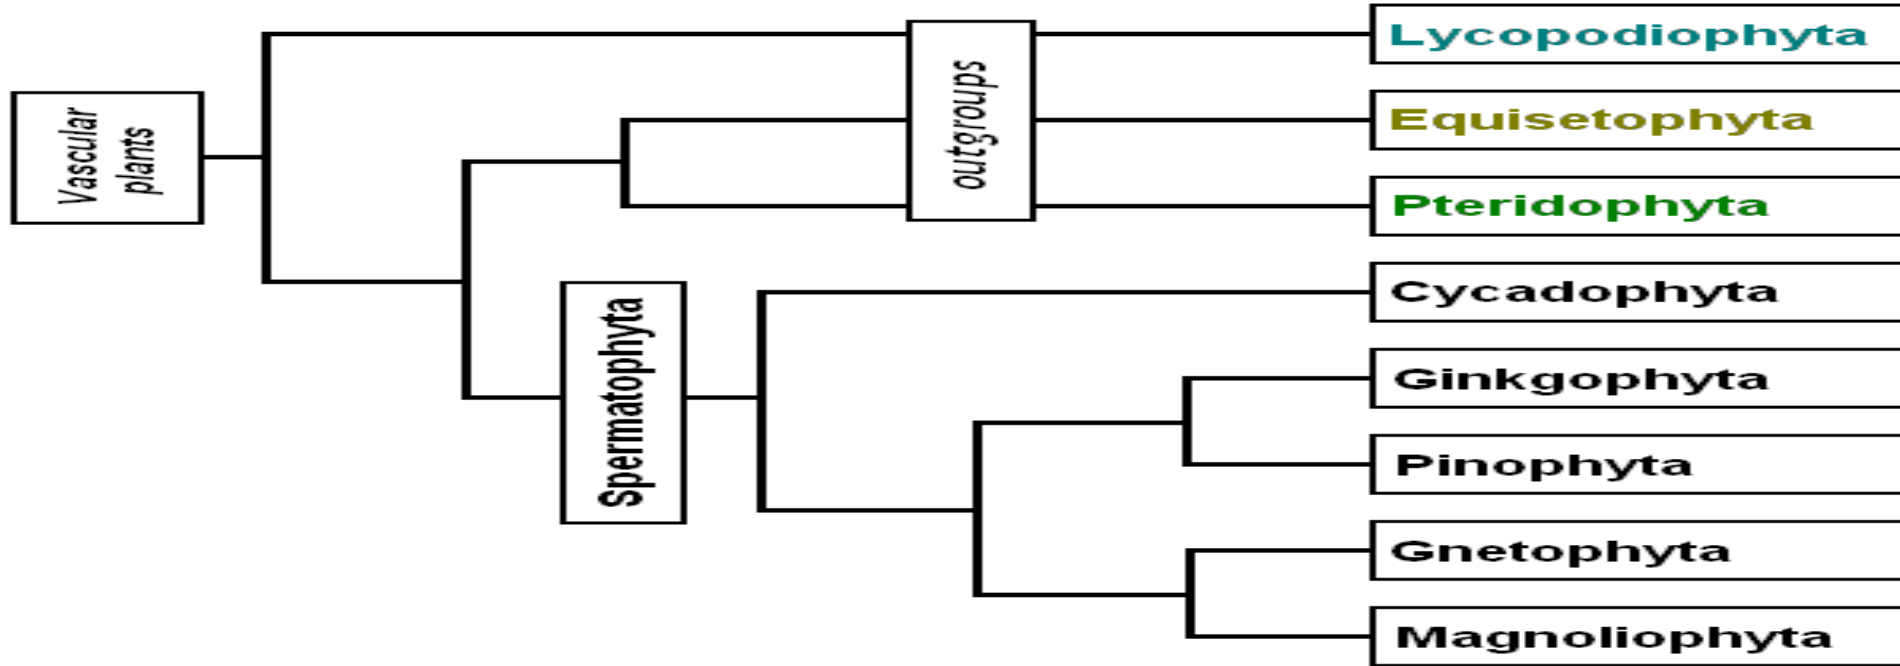 Vascular
plants
outgroups
Spermatophyta
Lycopodiophyta
Equisetophyta
Pteridophyta
Cycadophyta
Ginkgophyta
Pinophyta
Gnetophyta
Magnoliophyta